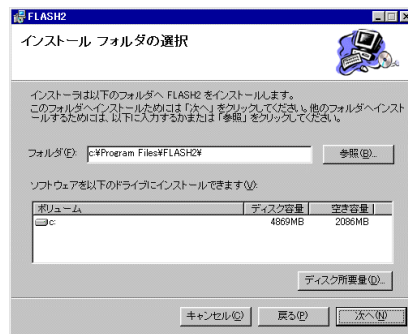 FLASH2
インストール フォルダの選択
インストーラは以下のフォルダへ FLASH2 をインストールします。
このフォルダへインストールためには「次へ」をクリックしてください。他のフォルダへインスト
ールするためには、以下に入力するかまたは「参照」をクリックしてください。
フォルダ(F):
c:¥Program Files¥FLASH2¥
参照(R)...
ソフトウェアを以下のドライブにインストールできます(V):
ボリューム ディスク容量 空き容量
c: 4869MB 2086MB
ディスク所要量(D)...
キャンセル(C) 戻る(P) 次へ(N)